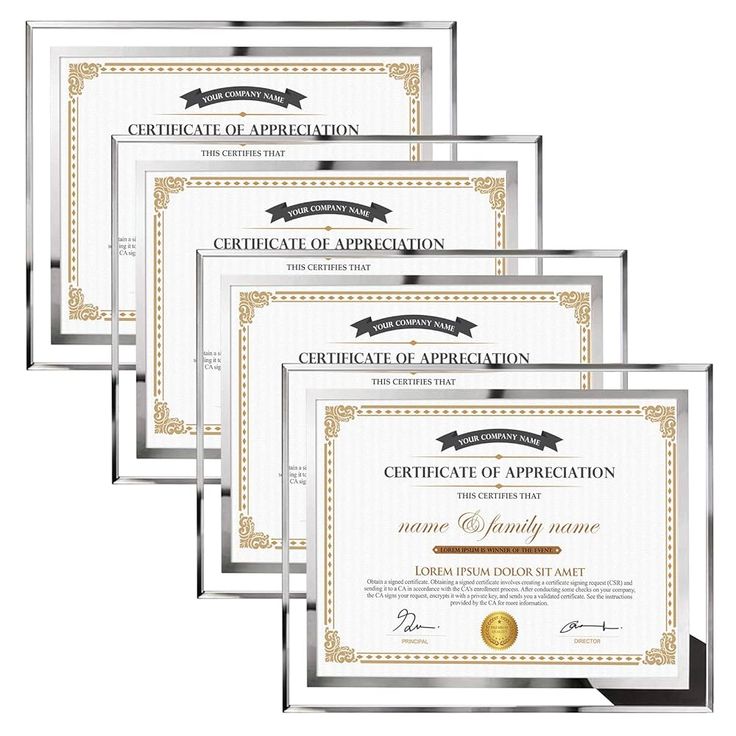 YOUR COMPANY NAME
CERTIFICATE OF APPRECIATION
THIS CERTIFIES THAT
YOUR COMPANY NAME
CERTIFICATE OF APPRECIATION
THIS CERTIFIES THAT
YOUR COMPANY NAME
CERTIFICATE OF APPRECIATION
THIS CERTIFIES THAT
YOUR COMPANY NAME
CERTIFICATE OF APPRECIATION
THIS CERTIFIES THAT
name & family name
LOREM IPSUM IS WINNER OF THE EVENT
LOREM IPSUM DOLOR SIT AMET
Obtain a signed certificate. Obtaining a signed certificate involves creating a certificate signing request (CSR) and
sending it to a CA in accordance with the CA's enrollment process. After conducting some checks on your company,
the CA signs your request, encrypts it with a private key, and sends you a validated certificate. See the instructions
provided by the CA for more information.
PRINCIPAL
DIRECTOR